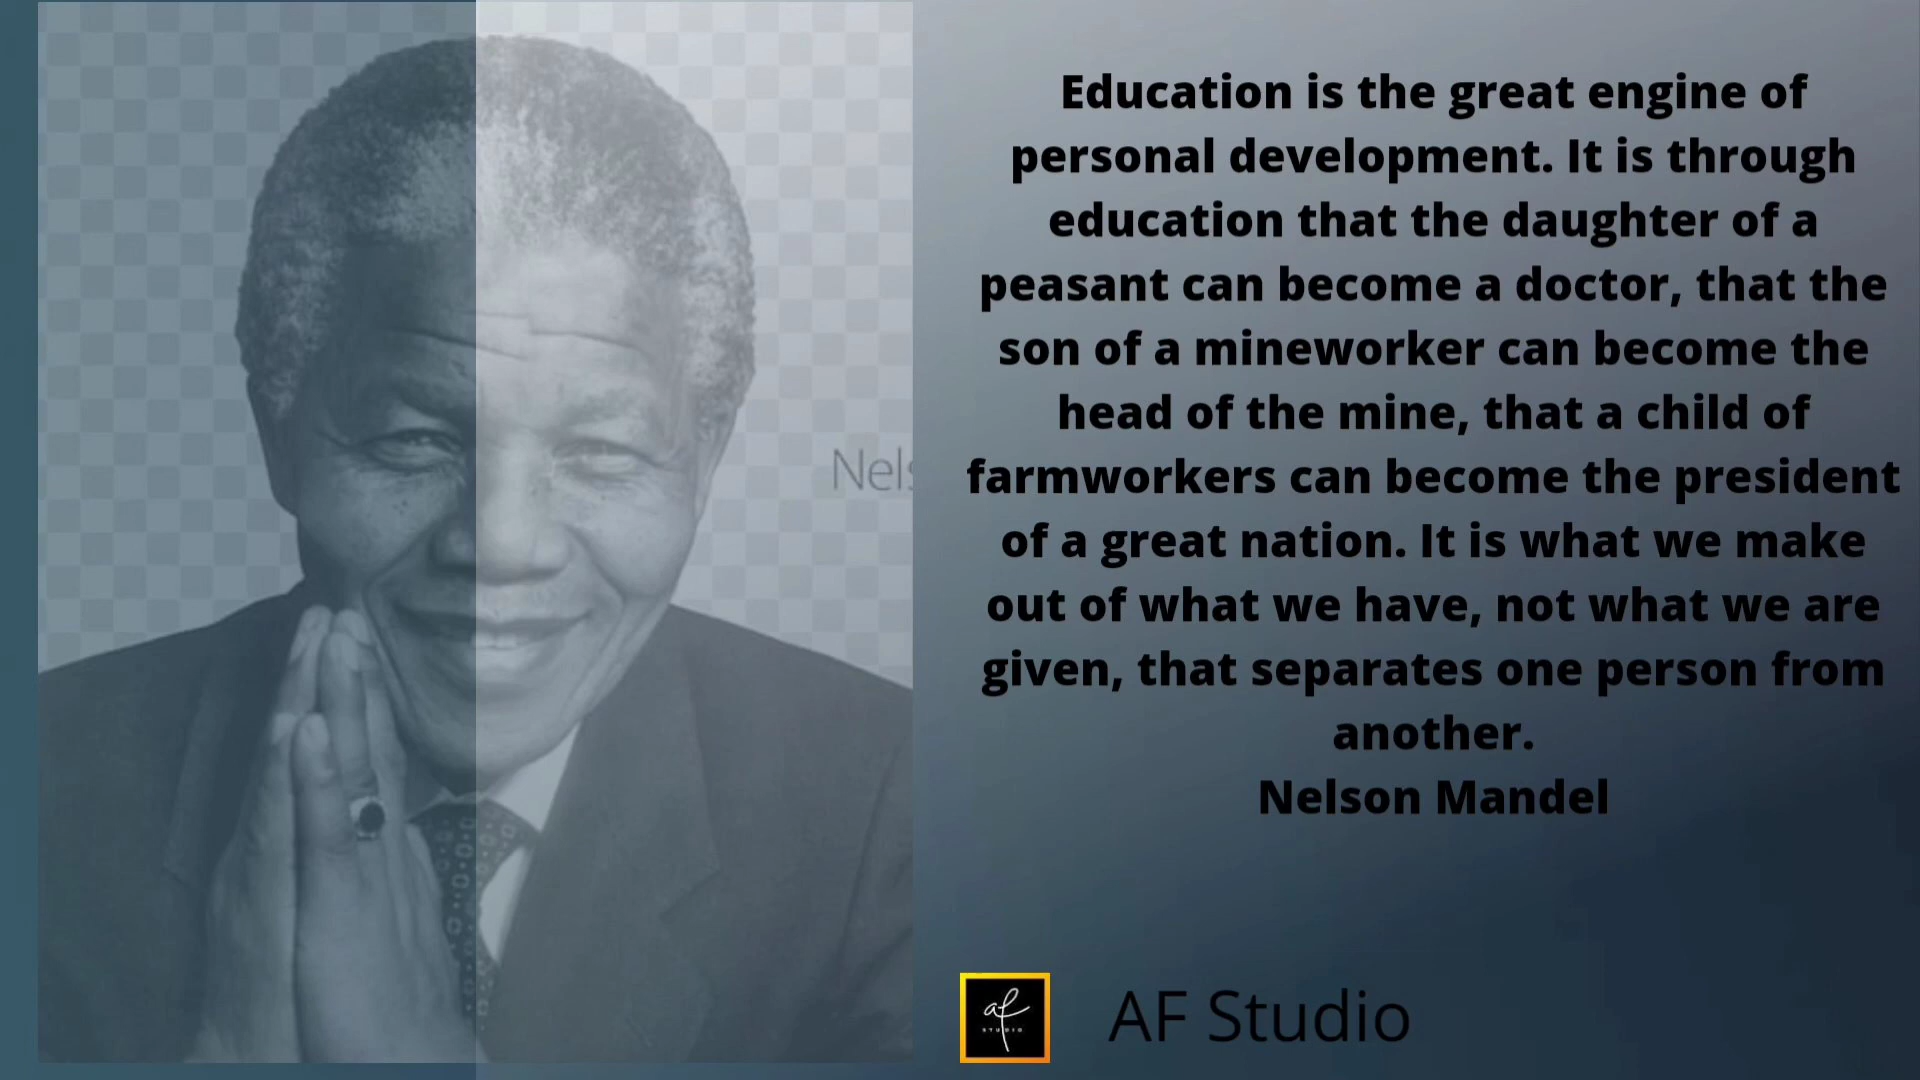 Nels
Education is the great engine of
personal development. It is through
education that the daughter of a
peasant can become a doctor, that the
son of a mineworker can become the
head of the mine, that a child of
farmworkers can become the president
of a great nation. It is what we make
out of what we have, not what we are
given, that separates one person from
another.
Nelson Mandel
af
STUDIO
AF Studio